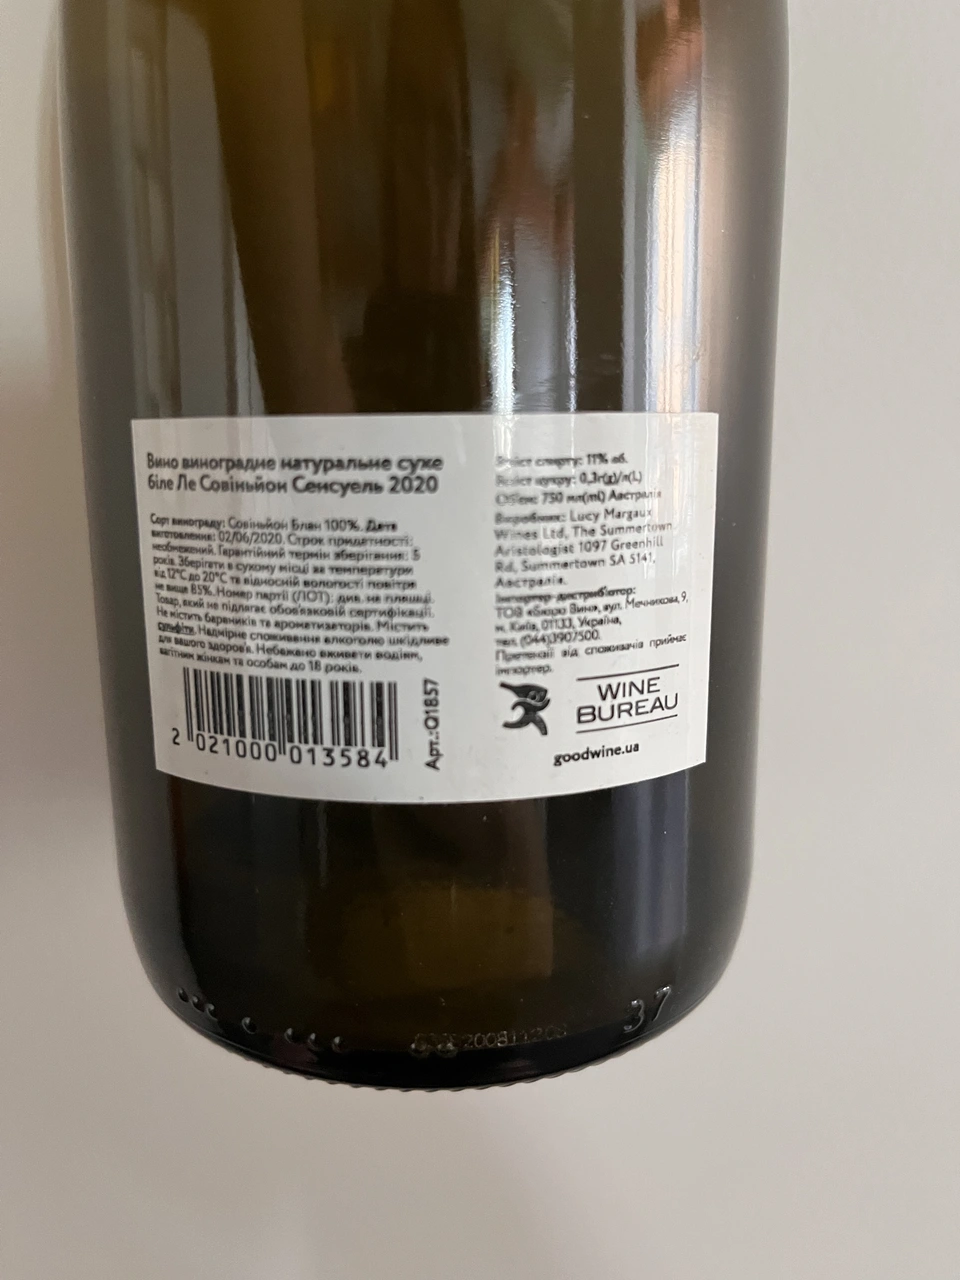 Вино виноградне натуральне сухе
біле Ле Совіньйон Сенсуель 2020
Сорт винограду: Совіньйон Блан 100%. Дата
виготовлення: 02/06/2020. Строк придатності:
необмежений. Гарантійний термін зберігання: 5
років. Зберігати в сухому місці за температури
від 12°C до 20°C та відносній вологості повітря
не вище 85%. Номер партії (ЛОТ): див. на пляшці.
Товар, який не підлягає обов'язковій сертифікації.
Не містить барвників та ароматизаторів. Містить
сульфіти. Надмірне споживання алкоголю шкідливе
для вашого здоров'я. Небажано вживати водіям,
вагітним жінкам та особам до 18 років.
2 021000 013584
Арт.:Q1857
Вміст спирту: 11% об.
Вміст цукру: 0,3г(g)/л(L)
Об'єм: 750 мл(ml) Австралія
Виробник: Lucy Margaux
Wines Ltd, The Summertown
Aristologist 1097 Greenhill
Rd, Summertown SA 5141,
Австралія.
Імпортер-дистриб'ютор:
ТОВ «Бюро Вина», вул. Мечникова, 9,
м. Київ, 01133, Україна,
тел. (044)3907500.
Претензії від споживачів приймає
імпортер.
WINE
BUREAU
goodwine.ua
37